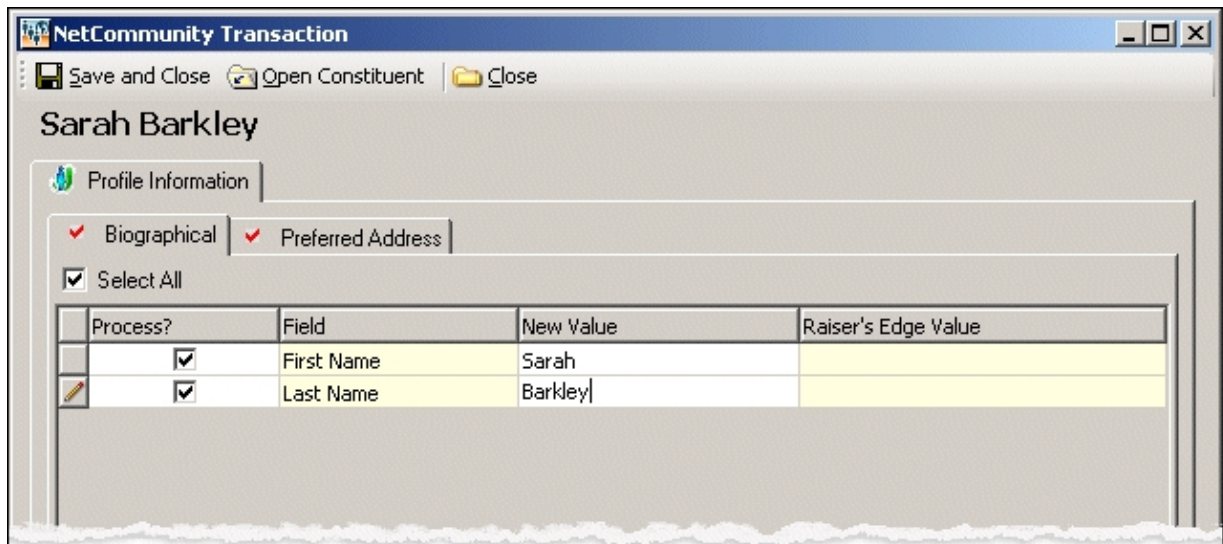 NetCommunity Transaction
Save and Close Open Constituent Close
Sarah Barkley
Profile Information
Biographical Preferred Address
Select All
Process? Field New Value Raiser's Edge Value
First Name Sarah
Last Name Barkley